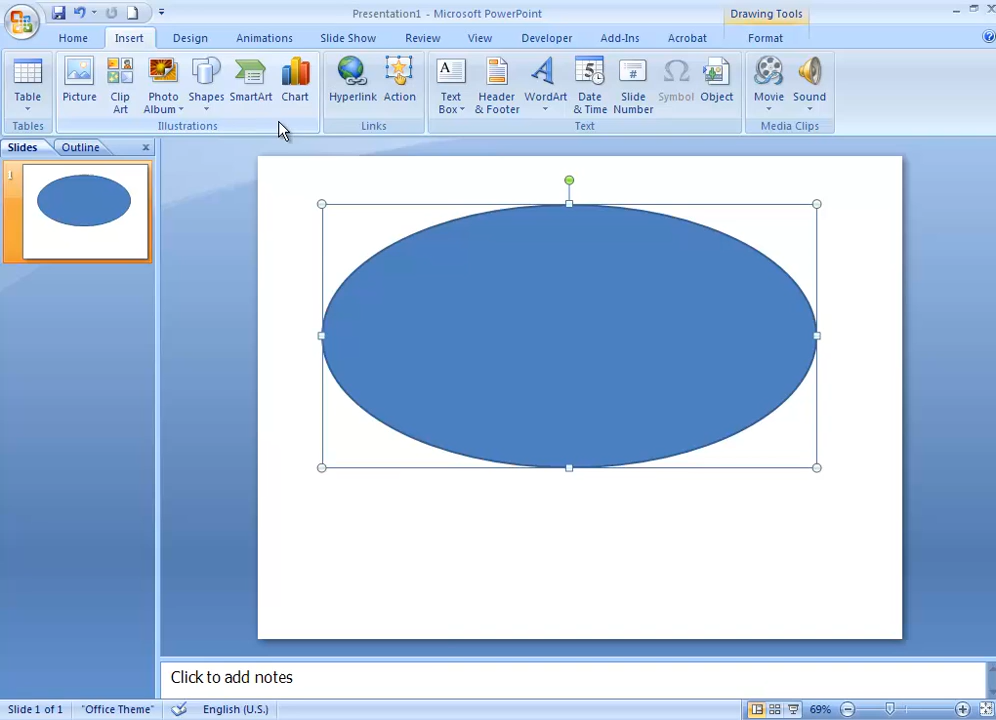 Presentation1 - Microsoft PowerPoint
Drawing Tools
Home Insert Design Animations Slide Show Review View Developer Add-Ins Acrobat Format
Table
Picture
Clip
Art
Photo
Album
Shapes
SmartArt
Chart
Hyperlink
Action
Text
Box
Header
& Footer
WordArt
Date
& Time
Slide
Number
Symbol
Object
Movie
Sound
Tables Illustrations Links Text Media Clips
Slides Outline
1
Click to add notes
Slide 1 of 1 "Office Theme" English (U.S.) 69%